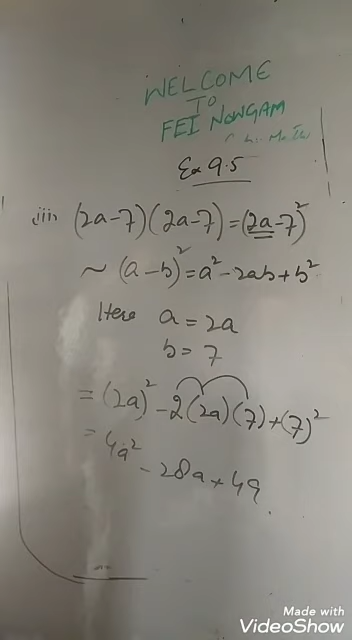 WELCOME
TO
FEI NONGAM
Ex 9.5
iii, (2a-7)(2a-7)=(2a-7)²
~ (a-b)²=a²-2ab+b²
Here a=2a
b=7
=(2a)²-2(2a)(7)+(7)²
=4a²-28a+49.
Made with
VideoShow